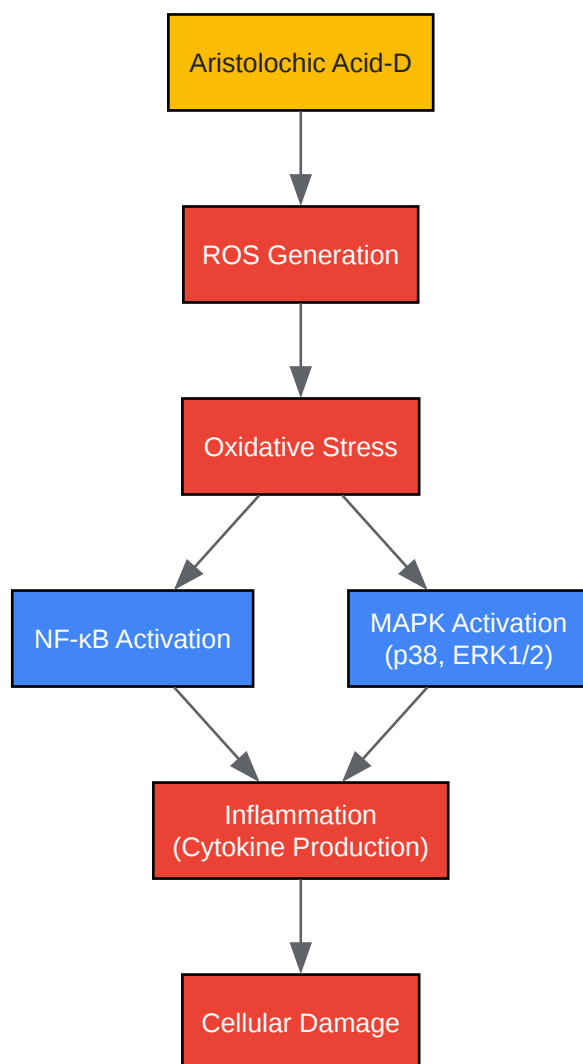 Aristolochic Acid-D
ROS Generation
Oxidative Stress
NF-κB Activation
MAPK Activation
(p38, ERK1/2)
Inflammation
(Cytokine Production)
Cellular Damage